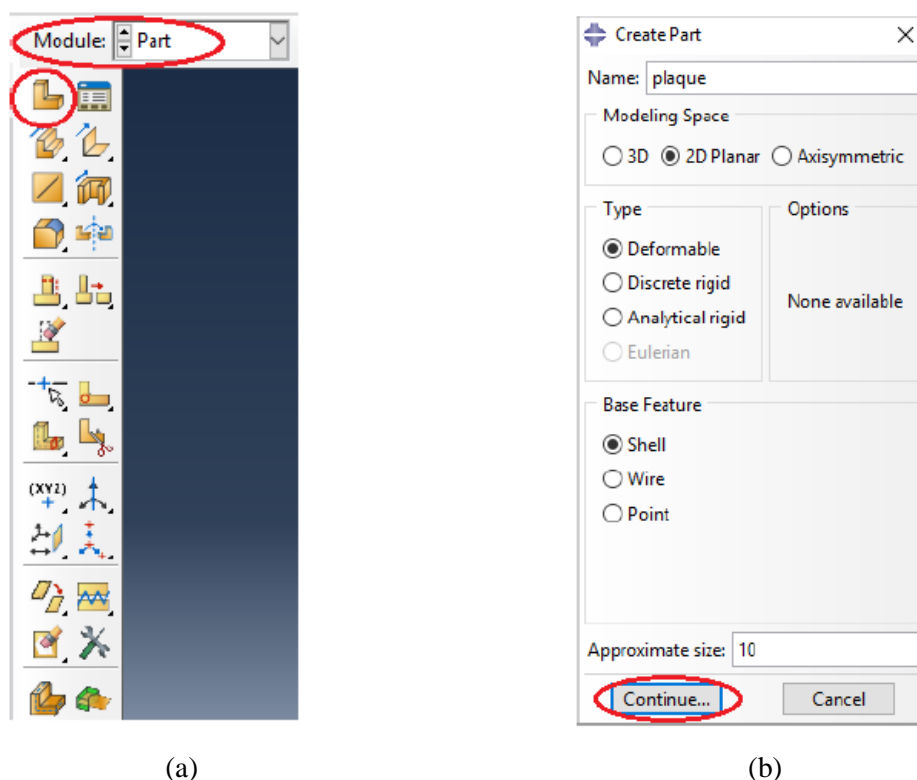 Module: Part
(XYZ)
(a)
Create Part
Name: plaque
Modeling Space
3D 2D Planar Axisymmetric
Type
Deformable
Discrete rigid
Analytical rigid
Eulerian
Options
None available
Base Feature
Shell
Wire
Point
Approximate size: 10
Continue... Cancel
(b)